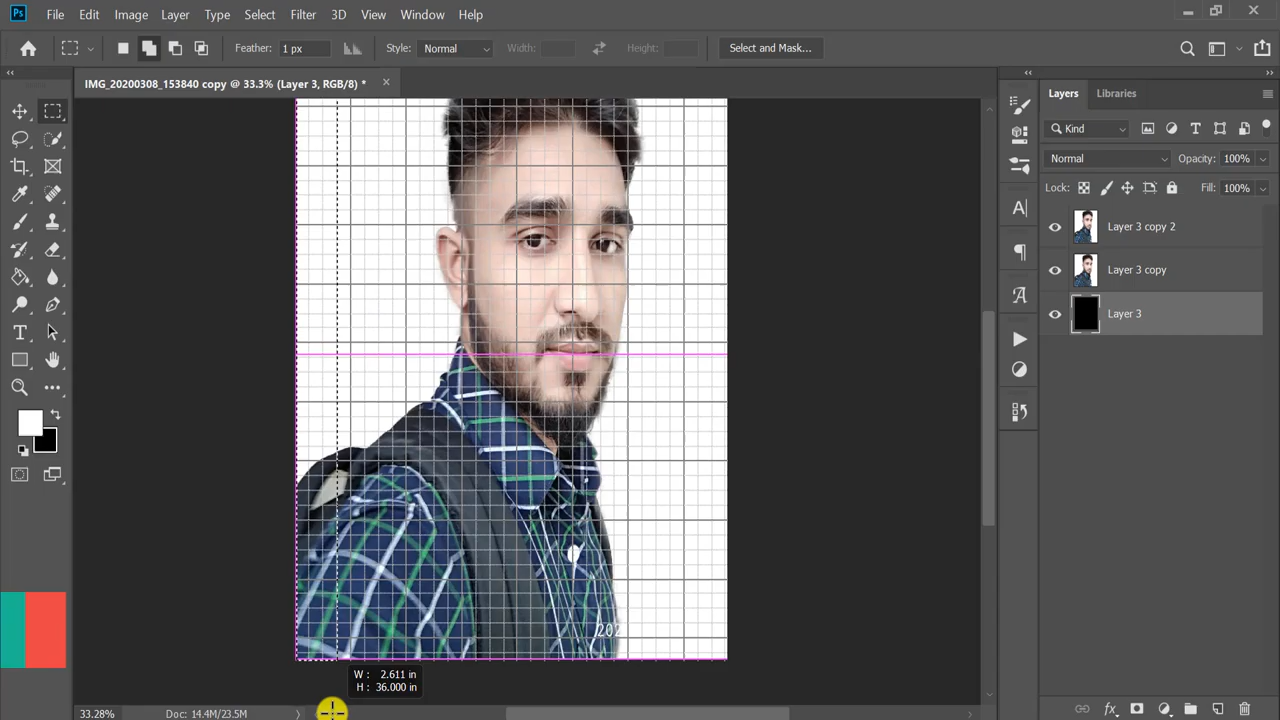 Ps File Edit Image Layer Type Select Filter 3D View Window Help
Feather: 1 px Style: Normal Width: Height: Select and Mask...
IMG_20200308_153840 copy @ 33.3% (Layer 3, RGB/8) *
Layers Libraries
Kind
Normal Opacity: 100%
Lock: Fill: 100%
Layer 3 copy 2
Layer 3 copy
Layer 3
202
W : 2.611 in
H : 36.000 in
33.28% Doc: 14.4M/23.5M